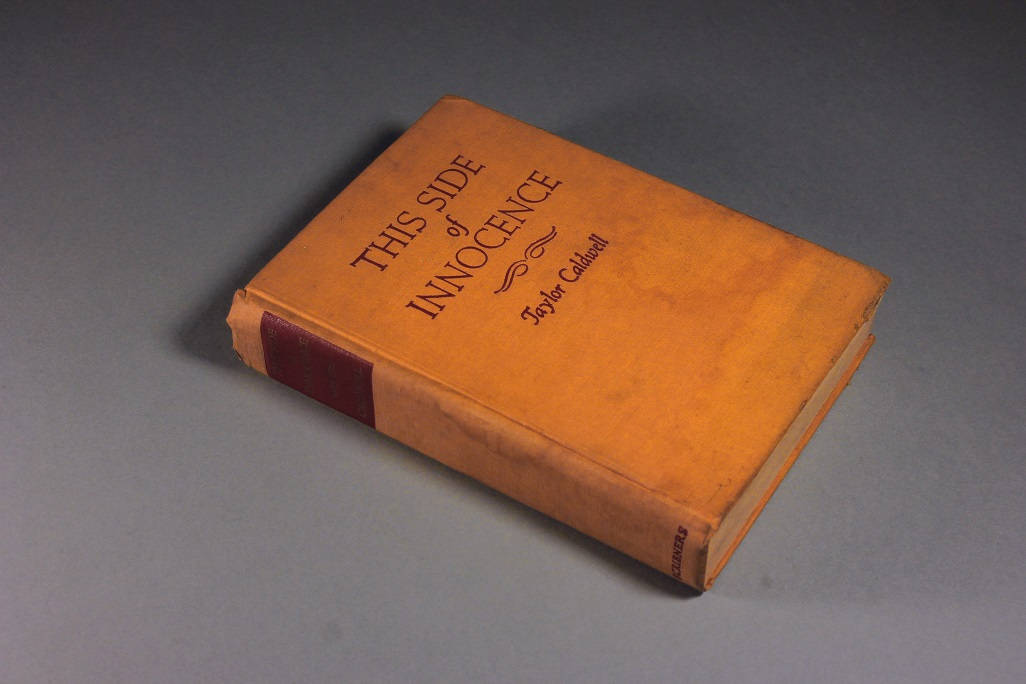 THIS SIDE
of
INNOCENCE
Taylor Caldwell
SCRIBNERS